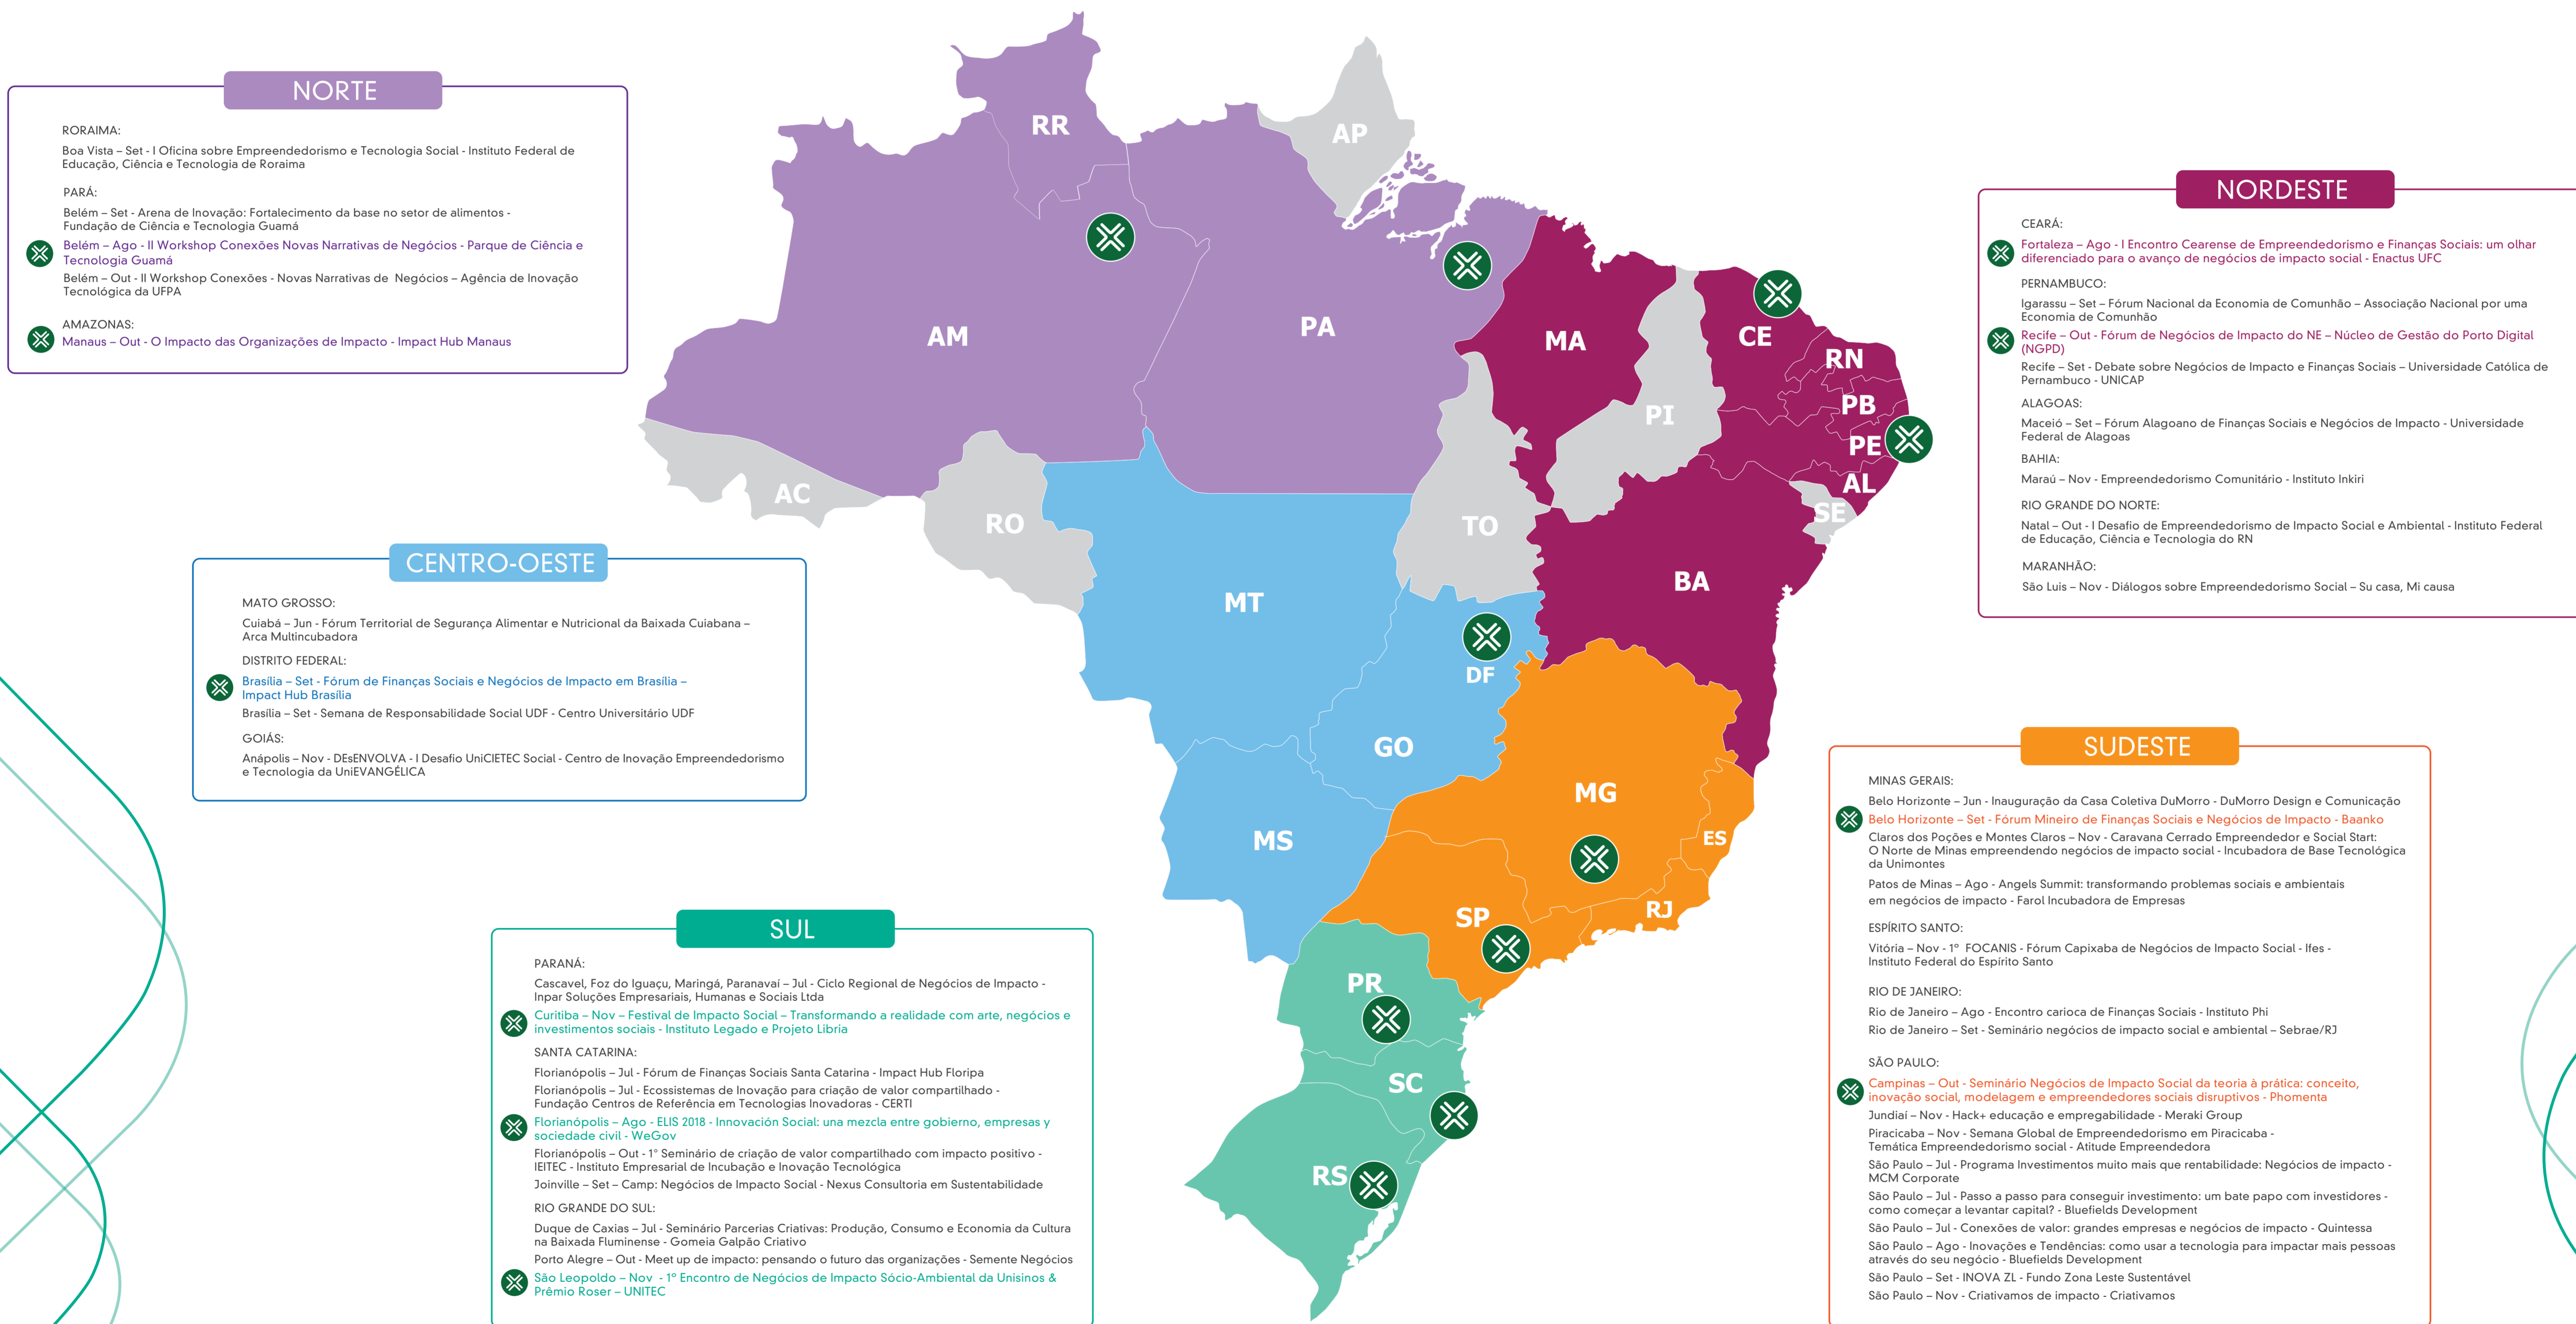 NORTE
RORAIMA:
Boa Vista – Set - I Oficina sobre Empreendedorismo e Tecnologia Social - Instituto Federal de
Educação, Ciência e Tecnologia de Roraima
PARÁ:
Belém – Set - Arena de Inovação: Fortalecimento da base no setor de alimentos -
Fundação de Ciência e Tecnologia Guamá
Belém – Ago - II Workshop Conexões Novas Narrativas de Negócios - Parque de Ciência e
Tecnologia Guamá
Belém – Out - II Workshop Conexões - Novas Narrativas de Negócios – Agência de Inovação
Tecnológica da UFPA
AMAZONAS:
Manaus – Out - O Impacto das Organizações de Impacto - Impact Hub Manaus
CENTRO-OESTE
MATO GROSSO:
Cuiabá – Jun - Fórum Territorial de Segurança Alimentar e Nutricional da Baixada Cuiabana –
Arca Multincubadora
DISTRITO FEDERAL:
Brasília – Set - Fórum de Finanças Sociais e Negócios de Impacto em Brasília –
Impact Hub Brasília
Brasília – Set - Semana de Responsabilidade Social UDF - Centro Universitário UDF
GOIÁS:
Anápolis – Nov - DEsENVOLVA - I Desafio UniCIETEC Social - Centro de Inovação Empreendedorismo
e Tecnologia da UniEVANGÉLICA
SUL
PARANÁ:
Cascavel, Foz do Iguaçu, Maringá, Paranavaí – Jul - Ciclo Regional de Negócios de Impacto -
Inpar Soluções Empresariais, Humanas e Sociais Ltda
Curitiba – Nov – Festival de Impacto Social – Transformando a realidade com arte, negócios e
investimentos sociais - Instituto Legado e Projeto Libria
SANTA CATARINA:
Florianópolis – Jul - Fórum de Finanças Sociais Santa Catarina - Impact Hub Floripa
Florianópolis – Jul - Ecossistemas de Inovação para criação de valor compartilhado -
Fundação Centros de Referência em Tecnologias Inovadoras - CERTI
Florianópolis – Ago - ELIS 2018 - Innovación Social: una mezcla entre gobierno, empresas y
sociedade civil - WeGov
Florianópolis – Out - 1° Seminário de criação de valor compartilhado com impacto positivo -
IEITEC - Instituto Empresarial de Incubação e Inovação Tecnológica
Joinville – Set – Camp: Negócios de Impacto Social - Nexus Consultoria em Sustentabilidade
RIO GRANDE DO SUL:
Duque de Caxias – Jul - Seminário Parcerias Criativas: Produção, Consumo e Economia da Cultura
na Baixada Fluminense - Gomeia Galpão Criativo
Porto Alegre – Out - Meet up de impacto: pensando o futuro das organizações - Semente Negócios
São Leopoldo – Nov - 1º Encontro de Negócios de Impacto Sócio-Ambiental da Unisinos &
Prêmio Roser – UNITEC
RR
AP
AM
PA
MA
CE
RN
PI
PB
PE
AL
SE
AC
RO
TO
BA
MT
DF
GO
MG
MS
ES
SP
RJ
PR
SC
RS
NORDESTE
CEARÁ:
Fortaleza – Ago - I Encontro Cearense de Empreendedorismo e Finanças Sociais: um olhar
diferenciado para o avanço de negócios de impacto social - Enactus UFC
PERNAMBUCO:
Igarassu – Set – Fórum Nacional da Economia de Comunhão – Associação Nacional por uma
Economia de Comunhão
Recife – Out - Fórum de Negócios de Impacto do NE – Núcleo de Gestão do Porto Digital
(NGPD)
Recife – Set - Debate sobre Negócios de Impacto e Finanças Sociais – Universidade Católica de
Pernambuco - UNICAP
ALAGOAS:
Maceió – Set – Fórum Alagoano de Finanças Sociais e Negócios de Impacto - Universidade
Federal de Alagoas
BAHIA:
Maraú – Nov - Empreendedorismo Comunitário - Instituto Inkiri
RIO GRANDE DO NORTE:
Natal – Out - I Desafio de Empreendedorismo de Impacto Social e Ambiental - Instituto Federal
de Educação, Ciência e Tecnologia do RN
MARANHÃO:
São Luis – Nov - Diálogos sobre Empreendedorismo Social – Su casa, Mi causa
SUDESTE
MINAS GERAIS:
Belo Horizonte – Jun - Inauguração da Casa Coletiva DuMorro - DuMorro Design e Comunicação
Belo Horizonte – Set - Fórum Mineiro de Finanças Sociais e Negócios de Impacto - Baanko
Claros dos Poções e Montes Claros – Nov - Caravana Cerrado Empreendedor e Social Start:
O Norte de Minas empreendendo negócios de impacto social - Incubadora de Base Tecnológica
da Unimontes
Patos de Minas – Ago - Angels Summit: transformando problemas sociais e ambientais
em negócios de impacto - Farol Incubadora de Empresas
ESPÍRITO SANTO:
Vitória – Nov - 1º FOCANIS - Fórum Capixaba de Negócios de Impacto Social - Ifes -
Instituto Federal do Espírito Santo
RIO DE JANEIRO:
Rio de Janeiro – Ago - Encontro carioca de Finanças Sociais - Instituto Phi
Rio de Janeiro – Set - Seminário negócios de impacto social e ambiental – Sebrae/RJ
SÃO PAULO:
Campinas – Out - Seminário Negócios de Impacto Social da teoria à prática: conceito,
inovação social, modelagem e empreendedores sociais disruptivos - Phomenta
Jundiaí – Nov - Hack+ educação e empregabilidade - Meraki Group
Piracicaba – Nov - Semana Global de Empreendedorismo em Piracicaba -
Temática Empreendedorismo social - Atitude Empreendedora
São Paulo – Jul - Programa Investimentos muito mais que rentabilidade: Negócios de impacto -
MCM Corporate
São Paulo – Jul - Passo a passo para conseguir investimento: um bate papo com investidores -
como começar a levantar capital? - Bluefields Development
São Paulo – Jul - Conexões de valor: grandes empresas e negócios de impacto - Quintessa
São Paulo – Ago - Inovações e Tendências: como usar a tecnologia para impactar mais pessoas
através do seu negócio - Bluefields Development
São Paulo – Set - INOVA ZL - Fundo Zona Leste Sustentável
São Paulo – Nov - Criativamos de impacto - Criativamos